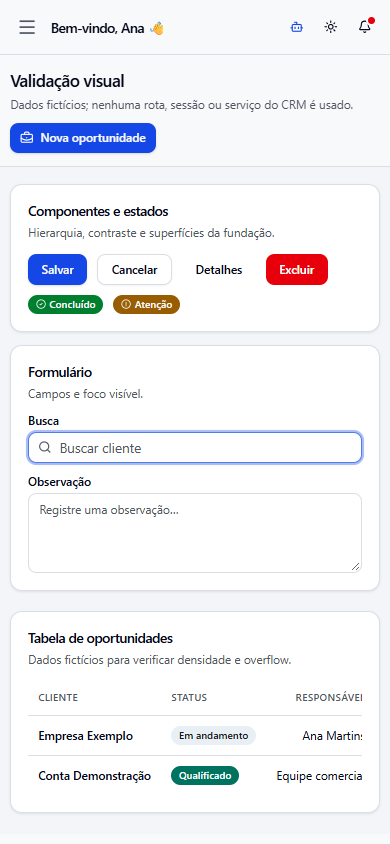 Bem-vindo, Ana 👋
Validação visual
Dados fictícios; nenhuma rota, sessão ou serviço do CRM é usado.
Nova oportunidade
Componentes e estados
Hierarquia, contraste e superfícies da fundação.
Salvar Cancelar Detalhes Excluir
Concluído Atenção
Formulário
Campos e foco visível.
Busca
Buscar cliente
Observação
Registre uma observação...
Tabela de oportunidades
Dados fictícios para verificar densidade e overflow.
CLIENTE STATUS RESPONSÁVE
Empresa Exemplo Em andamento Ana Martins
Conta Demonstração Qualificado Equipe comercia